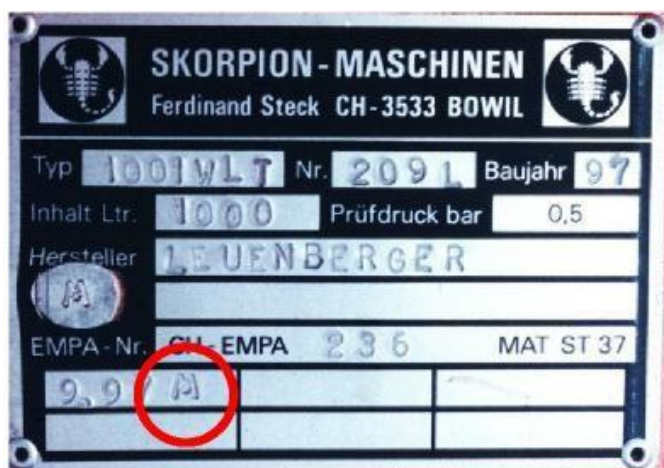 SKORPION-MASCHINEN
Ferdinand Steck CH-3533 BOWIL
Typ 1001WLT Nr. 209L Baujahr 97
Inhalt Ltr. 1000 Prüfdruck bar 0,5
Hersteller LEUENBERGER
M
EMPA-Nr. CH-EMPA 236 MAT ST 37
9.97 M